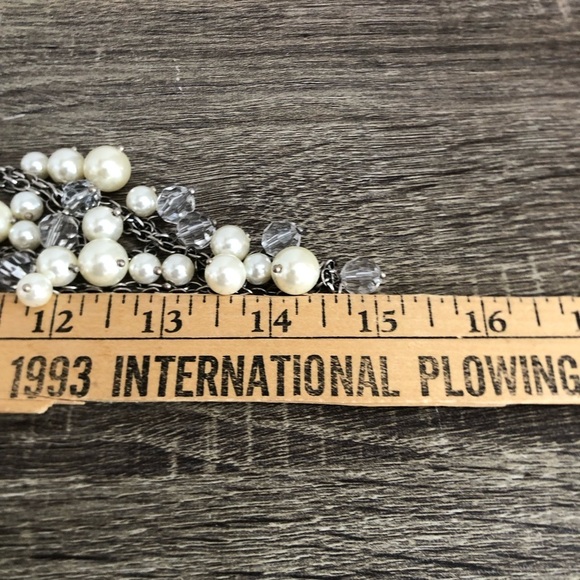 12 13 14 15 16
1993 INTERNATIONAL PLOWING